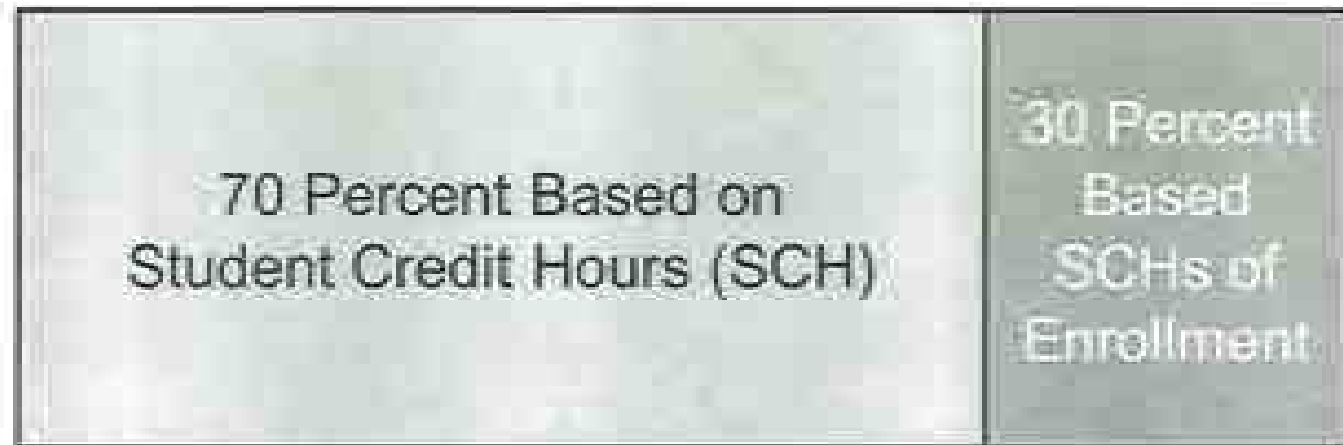 70 Percent Based on
Student Credit Hours (SCH)
30 Percent
Based
SCHs of
Enrollment